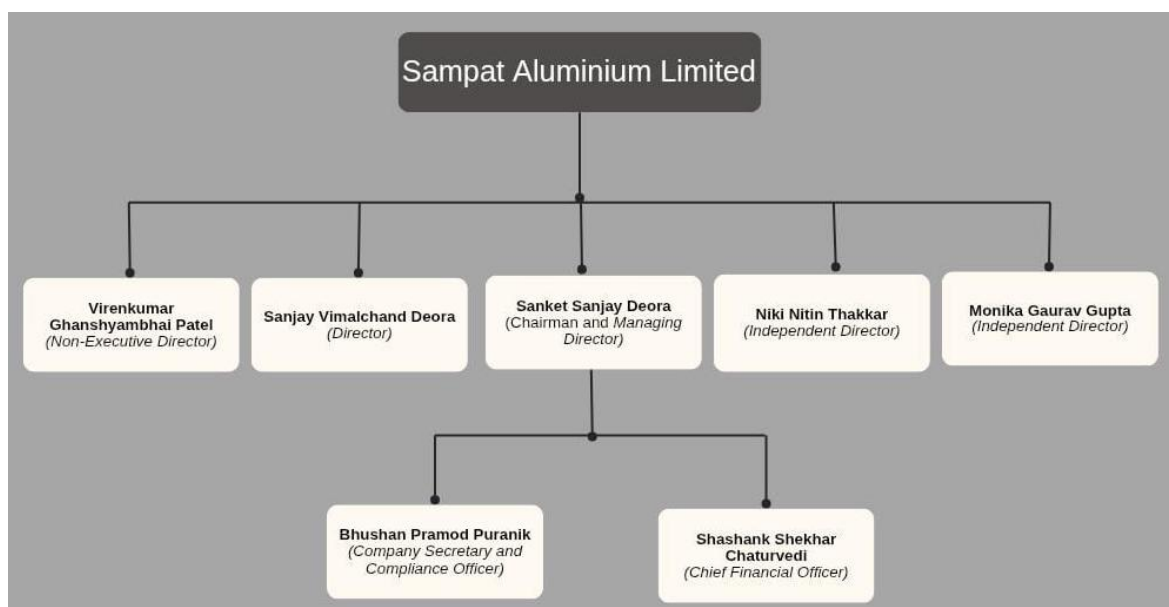 Sampat Aluminium Limited
Virenkumar
Ghanshyambhai Patel
(Non-Executive Director)
Sanjay Vimalchand Deora
(Director)
Sanket Sanjay Deora
(Chairman and Managing
Director)
Niki Nitin Thakkar
(Independent Director)
Monika Gaurav Gupta
(Independent Director)
Bhushan Pramod Puranik
(Company Secretary and
Compliance Officer)
Shashank Shekhar
Chaturvedi
(Chief Financial Officer)